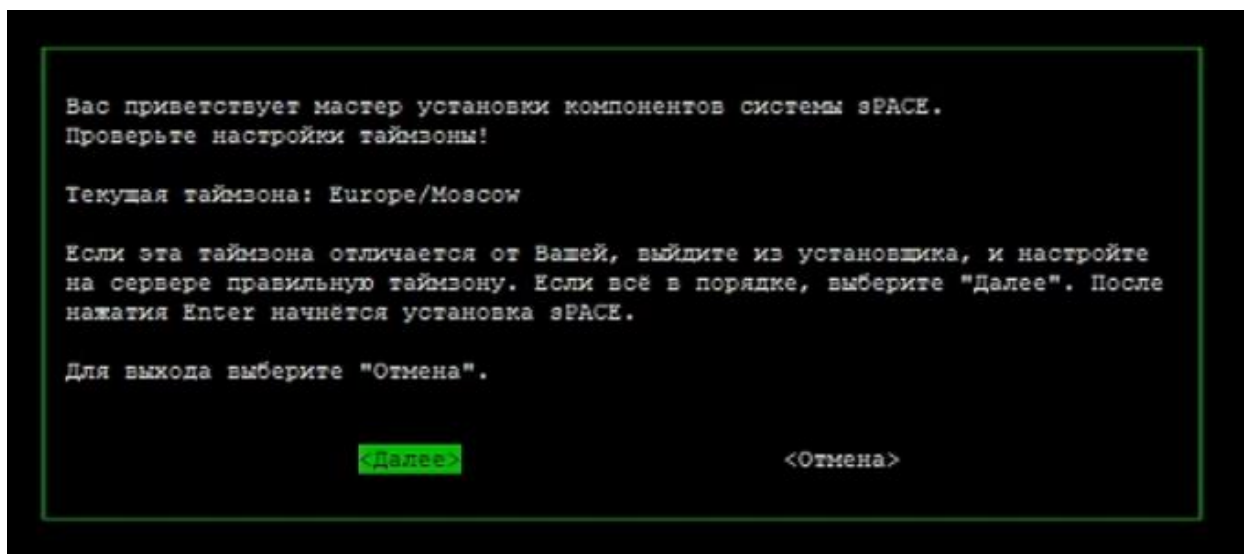 Вас приветствует мастер установки компонентов системы sPACE.
Проверьте настройки таймзоны!
Текущая таймзона: Europe/Moscow
Если эта таймзона отличается от Вашей, выйдите из установщика, и настройте
на сервере правильную таймзону. Если всё в порядке, выберите "Далее". После
нажатия Enter начнётся установка sPACE.
Для выхода выберите "Отмена".
<Далее> <Отмена>